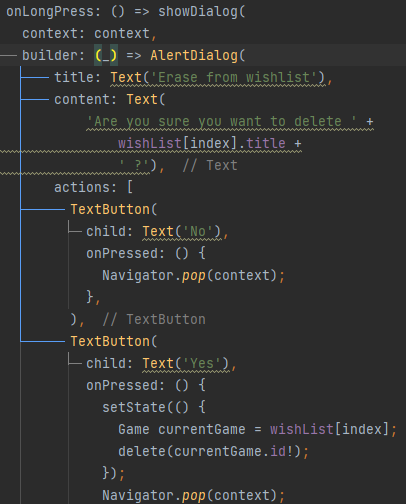 onLongPress: () => showDialog(
context: context,
builder: (_) => AlertDialog(
title: Text('Erase from wishlist'),
content: Text(
'Are you sure you want to delete ' +
wishList[index].title +
' ?'),  // Text
actions: [
TextButton(
child: Text('No'),
onPressed: () {
Navigator.pop(context);
},
),  // TextButton
TextButton(
child: Text('Yes'),
onPressed: () {
setState(() {
Game currentGame = wishList[index];
delete(currentGame.id!);
});
Navigator.pop(context);